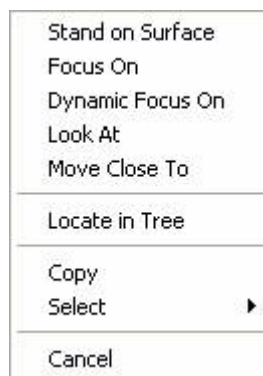 Stand on Surface
Focus On
Dynamic Focus On
Look At
Move Close To
Locate in Tree
Copy
Select
Cancel